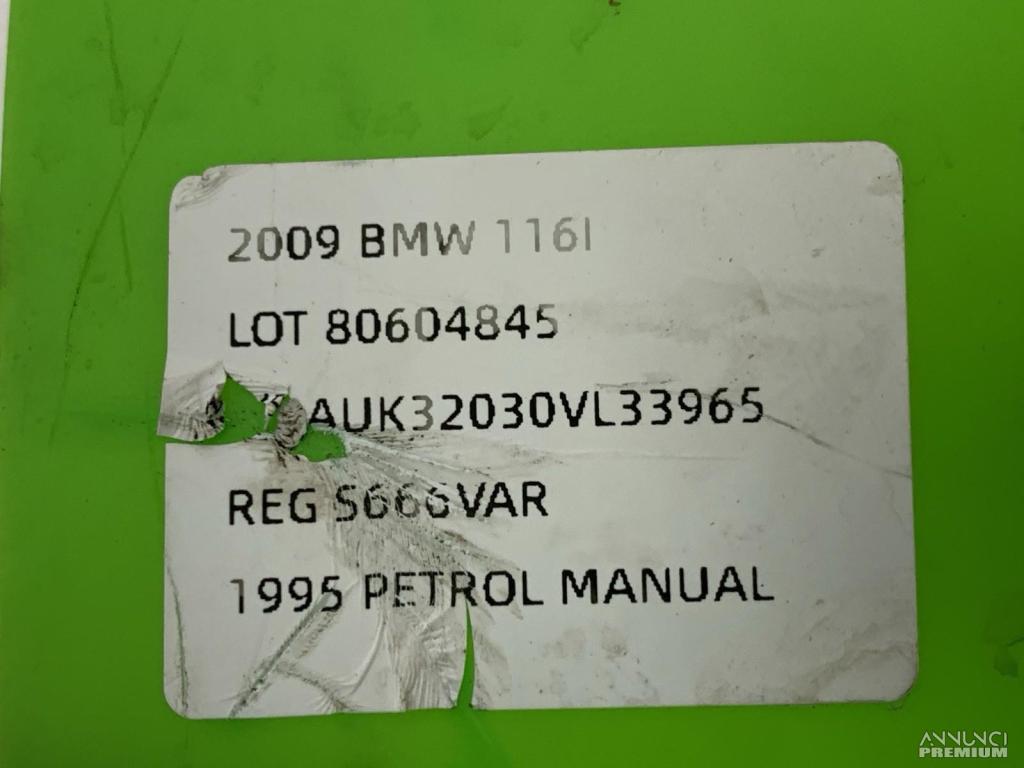 2009 BMW 116I
LOT 80604845
AUK32030VL33965
REG S666VAR
1995 PETROL MANUAL
ANNUNCI
PREMIUM